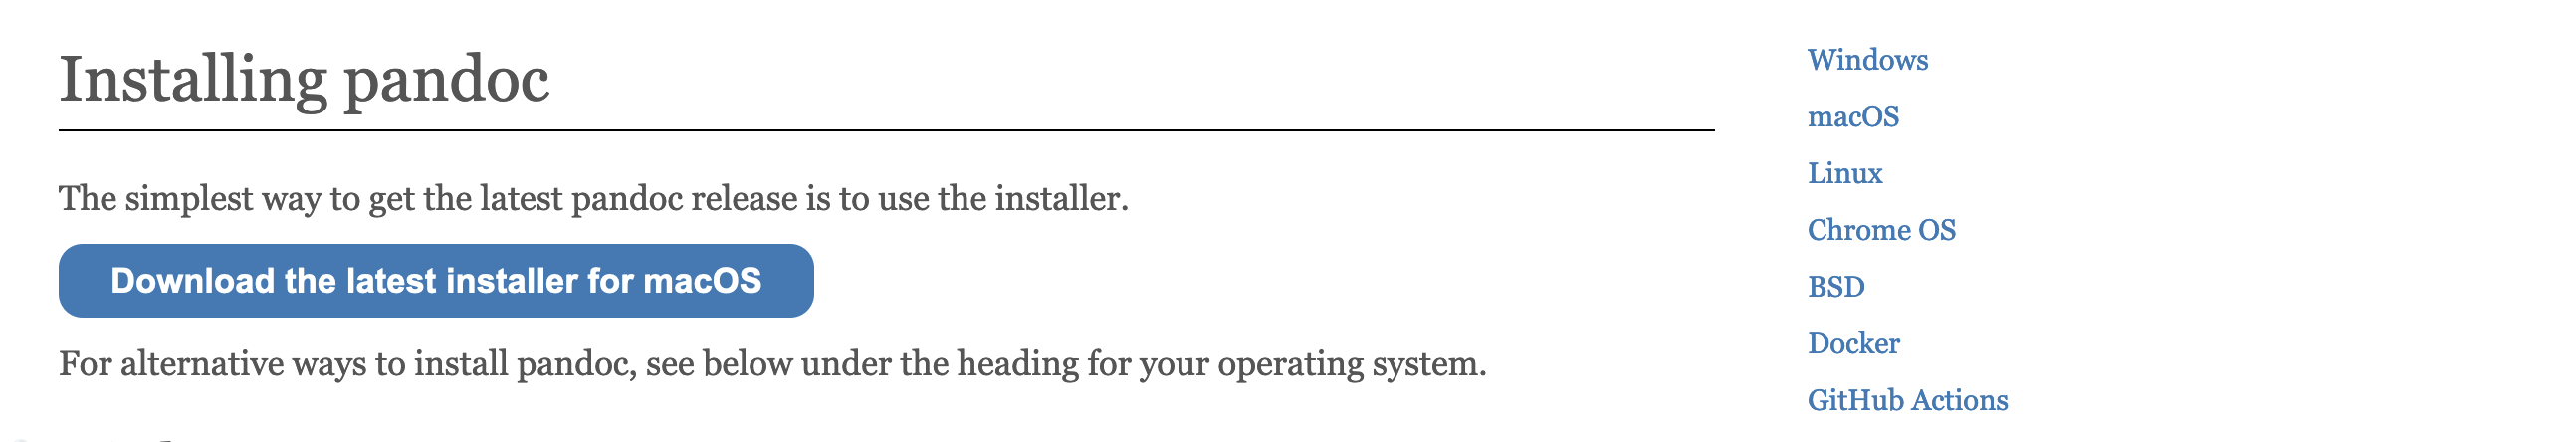 Installing pandoc
The simplest way to get the latest pandoc release is to use the installer.
Download the latest installer for macOS
For alternative ways to install pandoc, see below under the heading for your operating system.
Windows
macOS
Linux
Chrome OS
BSD
Docker
GitHub Actions